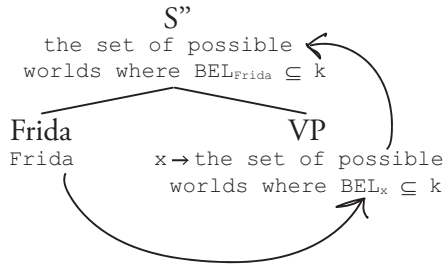 S”
the set of possible
worlds where BEL_Frida ⊆ k
Frida
Frida
VP
x → the set of possible
worlds where BEL_x ⊆ k